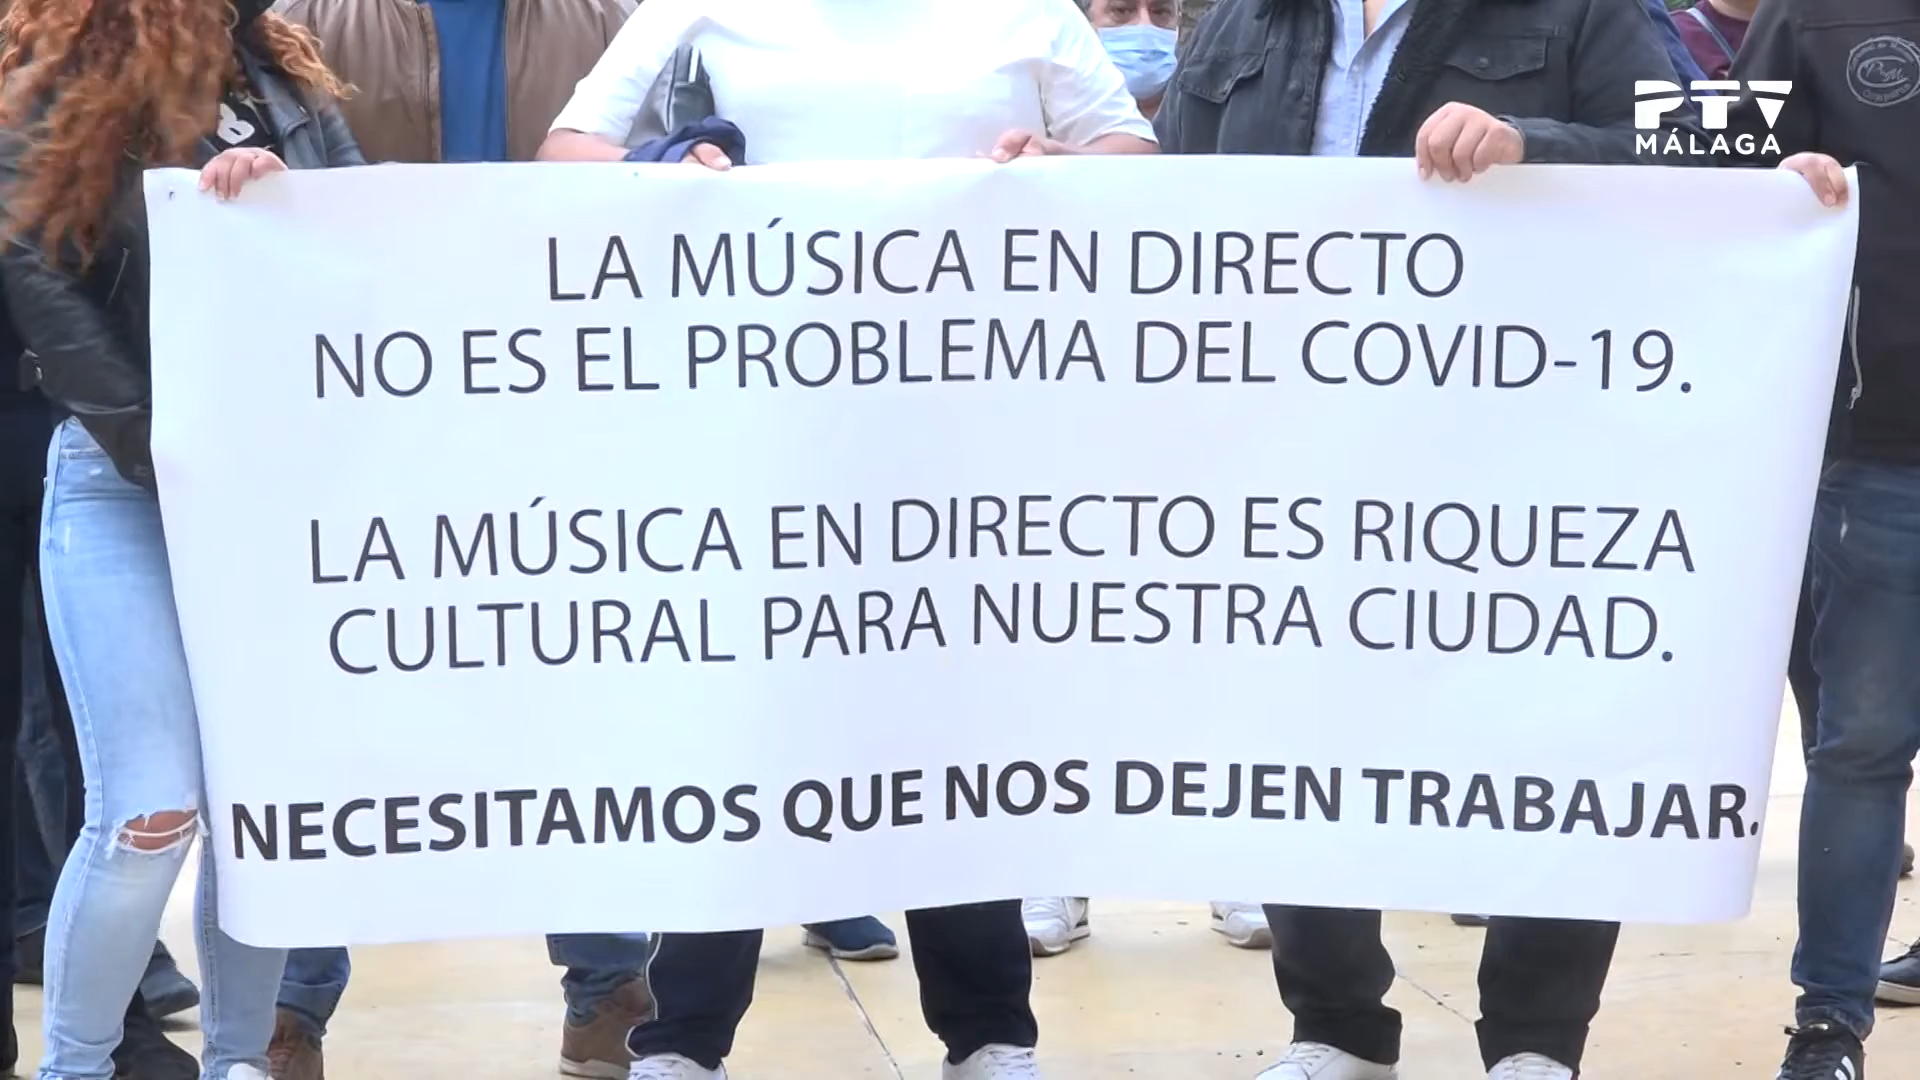 PTV
MÁLAGA
LA MÚSICA EN DIRECTO
NO ES EL PROBLEMA DEL COVID-19.
LA MÚSICA EN DIRECTO ES RIQUEZA
CULTURAL PARA NUESTRA CIUDAD.
NECESITAMOS QUE NOS DEJEN TRABAJAR.